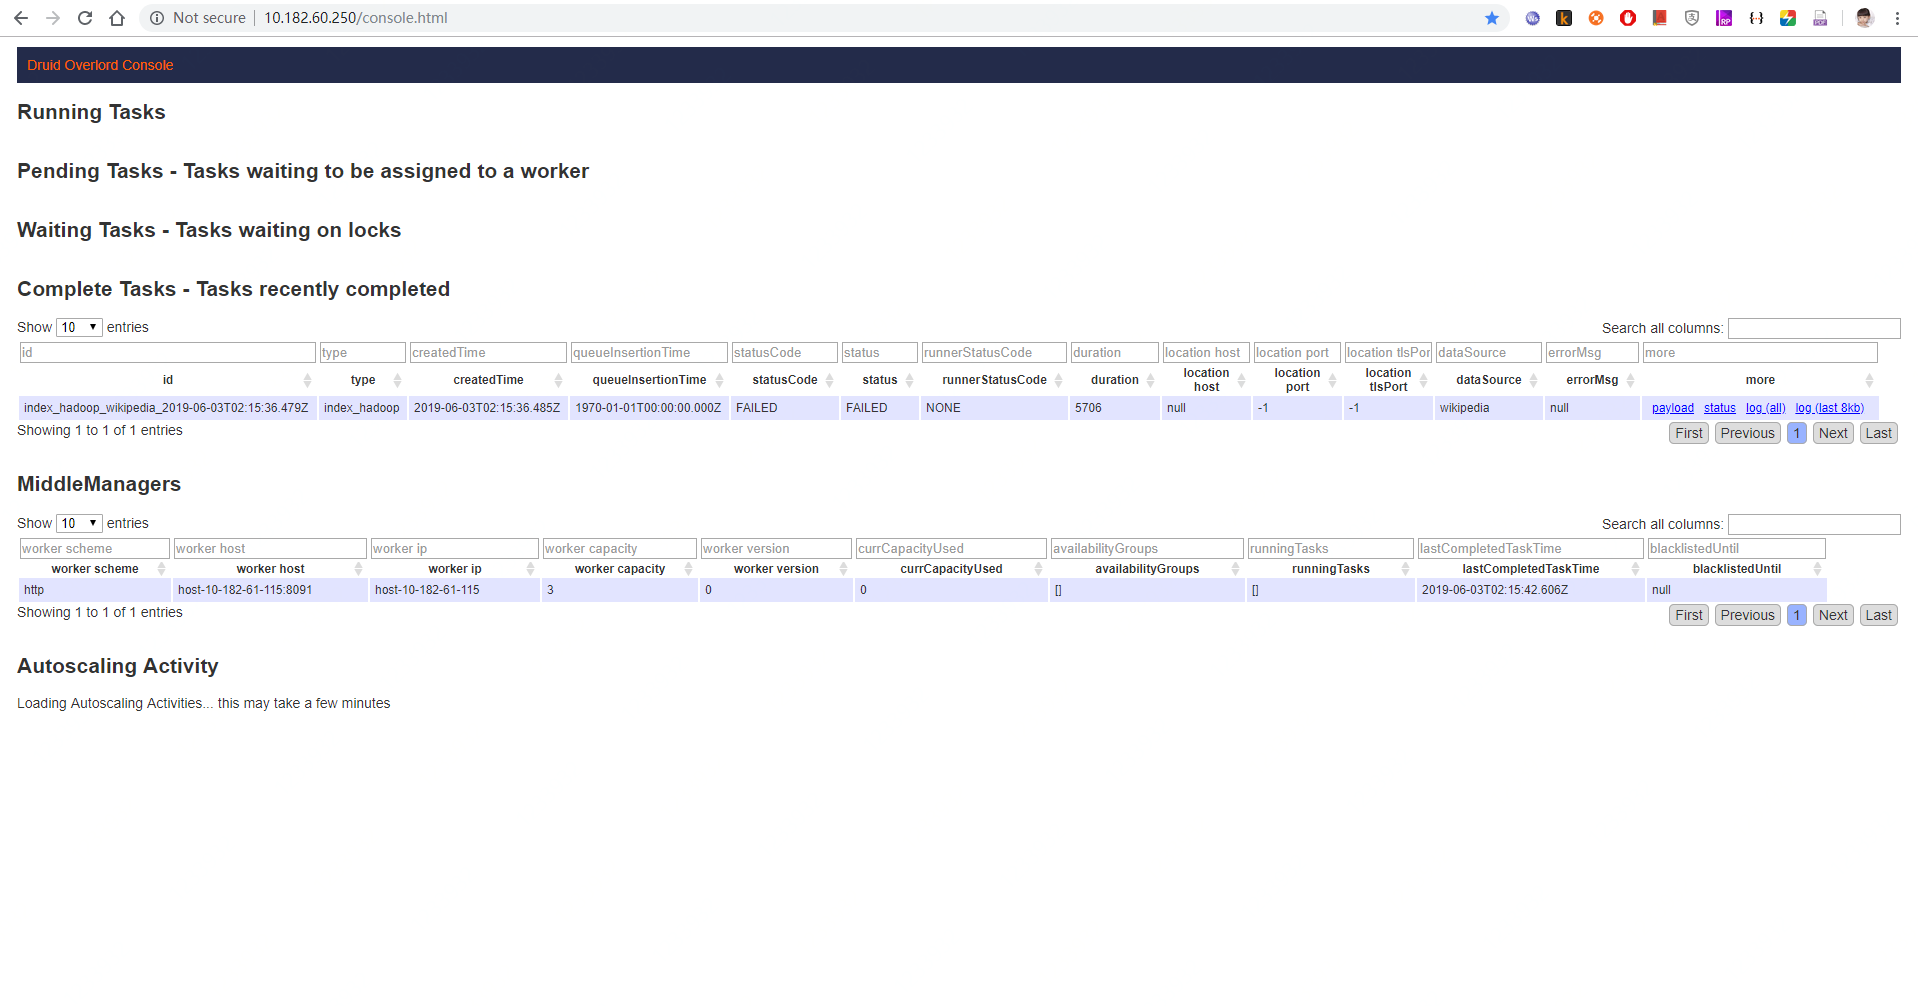 Not secure | 10.182.60.250/console.html
Druid Overlord Console
Running Tasks
Pending Tasks - Tasks waiting to be assigned to a worker
Waiting Tasks - Tasks waiting on locks
Complete Tasks - Tasks recently completed
Show 10 entries Search all columns:
id type createdTime queueInsertionTime statusCode status runnerStatusCode duration location host location port location tlsPor dataSource errorMsg more
id type createdTime queueInsertionTime statusCode status runnerStatusCode duration location host location port location tlsPort dataSource errorMsg more
index_hadoop_wikipedia_2019-06-03T02:15:36.479Z index_hadoop 2019-06-03T02:15:36.485Z 1970-01-01T00:00:00.000Z FAILED FAILED NONE 5706 null -1 -1 wikipedia null payload status log (all) log (last 8kb)
Showing 1 to 1 of 1 entries First Previous 1 Next Last
MiddleManagers
Show 10 entries Search all columns:
worker scheme worker host worker ip worker capacity worker version currCapacityUsed availabilityGroups runningTasks lastCompletedTaskTime blacklistedUntil
worker scheme worker host worker ip worker capacity worker version currCapacityUsed availabilityGroups runningTasks lastCompletedTaskTime blacklistedUntil
http host-10-182-61-115:8091 host-10-182-61-115 3 0 0 [] [] 2019-06-03T02:15:42.606Z null
Showing 1 to 1 of 1 entries First Previous 1 Next Last
Autoscaling Activity
Loading Autoscaling Activities... this may take a few minutes